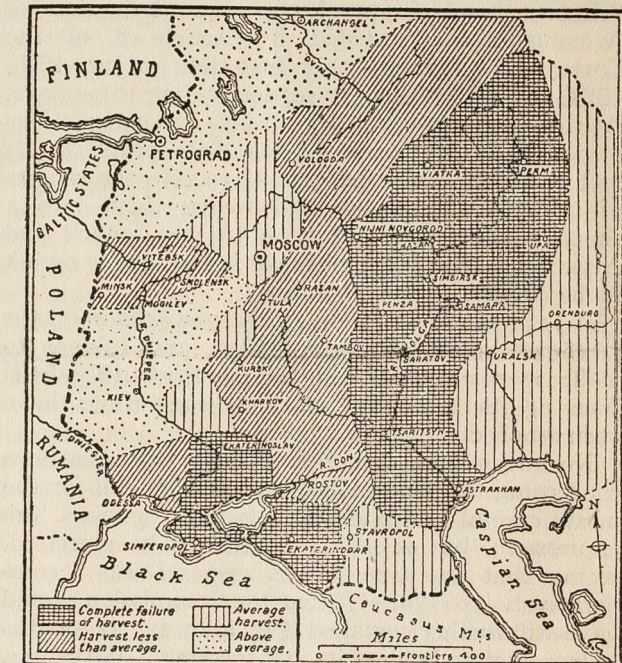 ARCHANGEL
R. DVINA
FINLAND
PETROGRAD
VOLOGDA
VIATKA
PERM
BALTIC STATES
NIJNI NOVGOROD
KAZAN
MOSCOW
UFA
VITEBSK
SMOLENSK
MINSK
MOGILEV
SIMBIRSK
TULA
RAZAN
PENZA
SAMARA
ORENBURG
POLAND
R. DNIEPER
TAMBOV
R. VOLGA
SARATOV
URALSK
KURSK
KIEV
KHARKOV
TSARITSYN
EKATERINOSLAV
R. DNIESTER
RUMANIA
R. DON
ROSTOV
ODESSA
ASTRAKHAN
N
STAVROPOL
SIMFEROPOL
EKATERINDAR
Black Sea
Caspian Sea
Caucasus Mts
Complete failure
of harvest.
Average
harvest.
Harvest less
than average.
Above
average.
Miles
0 400
Frontiers